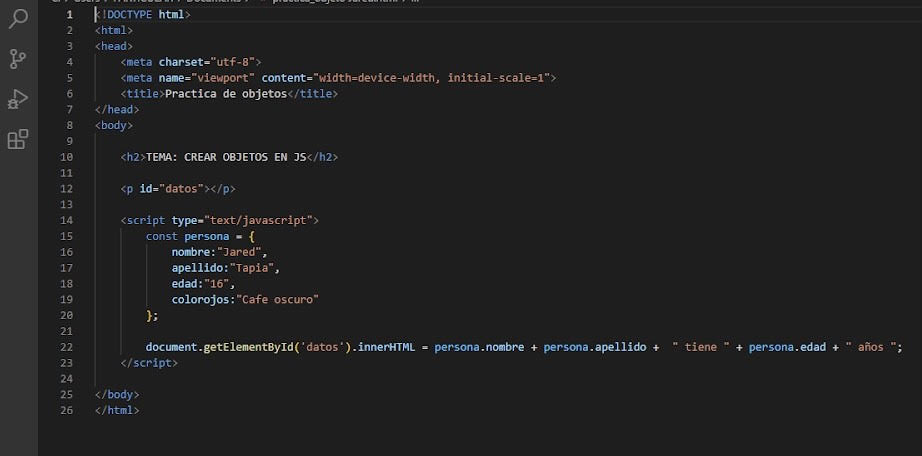 1 <!DOCTYPE html>
2 <html>
3 <head>
4     <meta charset="utf-8">
5     <meta name="viewport" content="width=device-width, initial-scale=1">
6     <title>Practica de objetos</title>
7 </head>
8 <body>
9
10     <h2>TEMA: CREAR OBJETOS EN JS</h2>
11
12     <p id="datos"></p>
13
14     <script type="text/javascript">
15         const persona = {
16             nombre:"Jared",
17             apellido:"Tapia",
18             edad:"16",
19             colorojos:"Cafe oscuro"
20         };
21
22         document.getElementById('datos').innerHTML = persona.nombre + persona.apellido +  " tiene " + persona.edad + " años ";
23     </script>
24
25 </body>
26 </html>